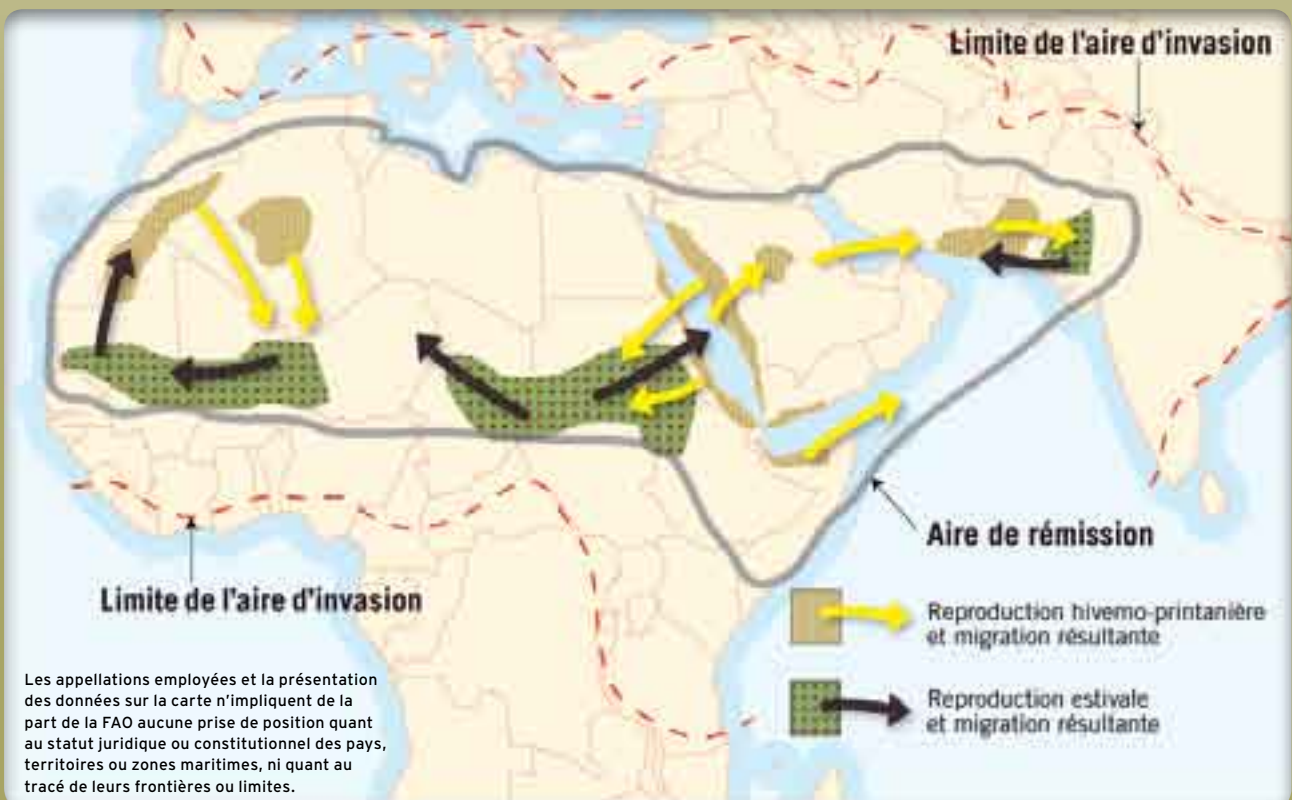 Limite de l'aire d'invasion
Aire de rémission
Limite de l'aire d'invasion
Reproduction hiverno-printanière
et migration résultante
Reproduction estivale
et migration résultante
Les appellations employées et la présentation
des données sur la carte n'impliquent de la
part de la FAO aucune prise de position quant
au statut juridique ou constitutionnel des pays,
territoires ou zones maritimes, ni quant au
tracé de leurs frontières ou limites.